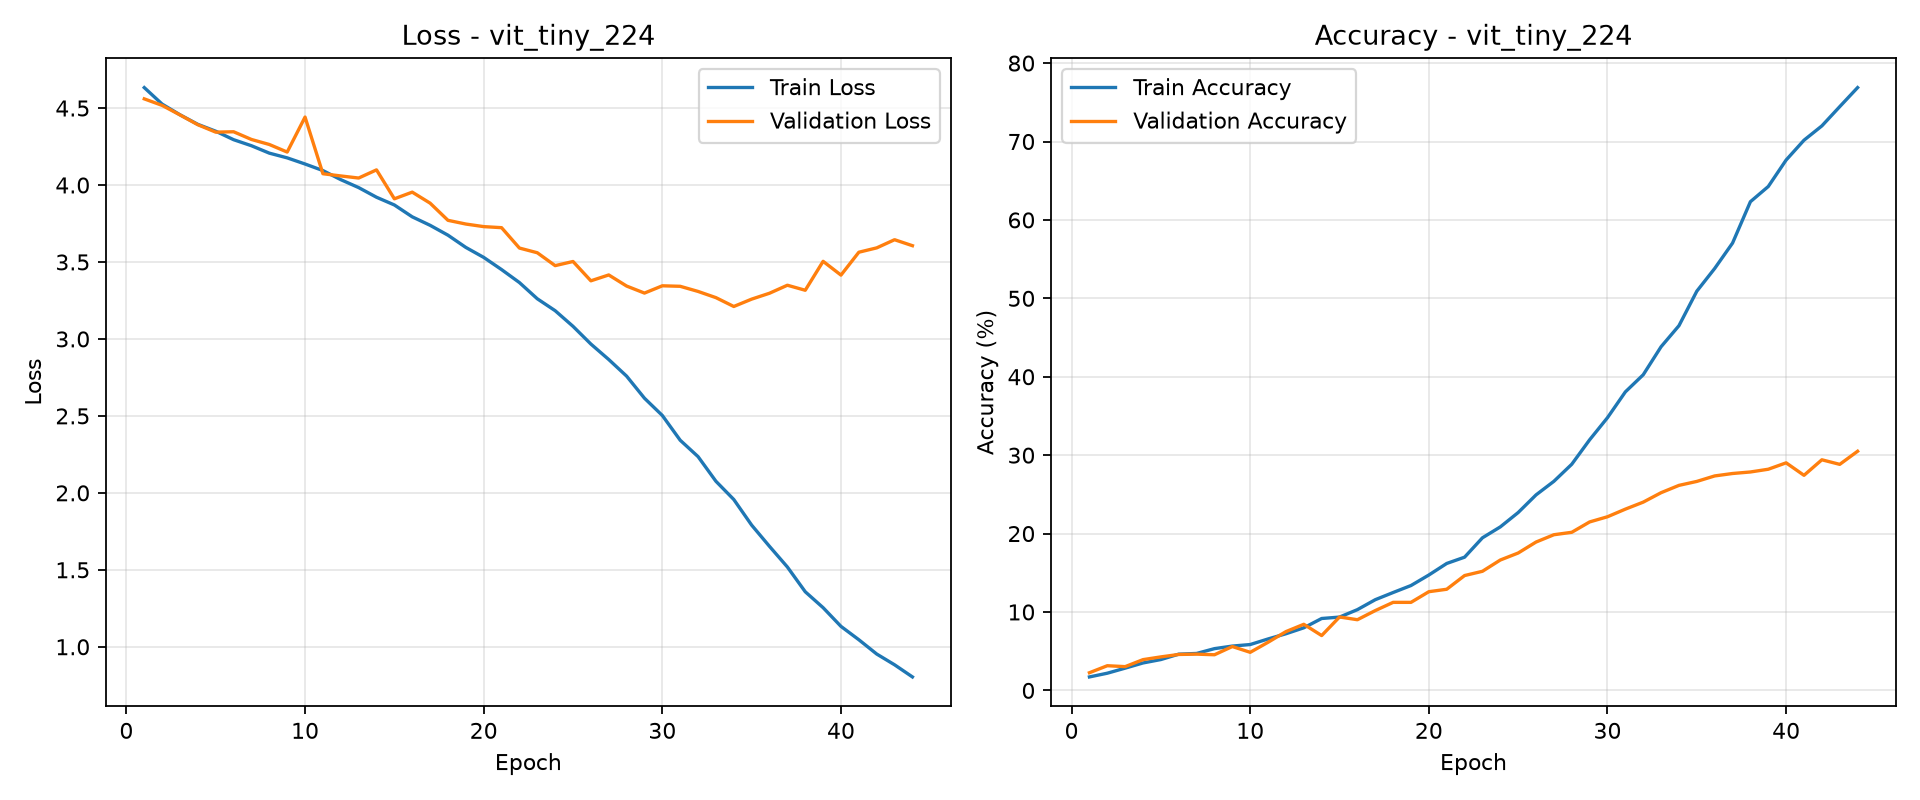 Loss - vit_tiny_224
Train Loss
Validation Loss
4.5
4.0
3.5
3.0
2.5
2.0
1.5
1.0
Loss
0 10 20 30 40
Epoch
Accuracy - vit_tiny_224
Train Accuracy
Validation Accuracy
80
70
60
50
40
30
20
10
0
Accuracy (%)
0 10 20 30 40
Epoch